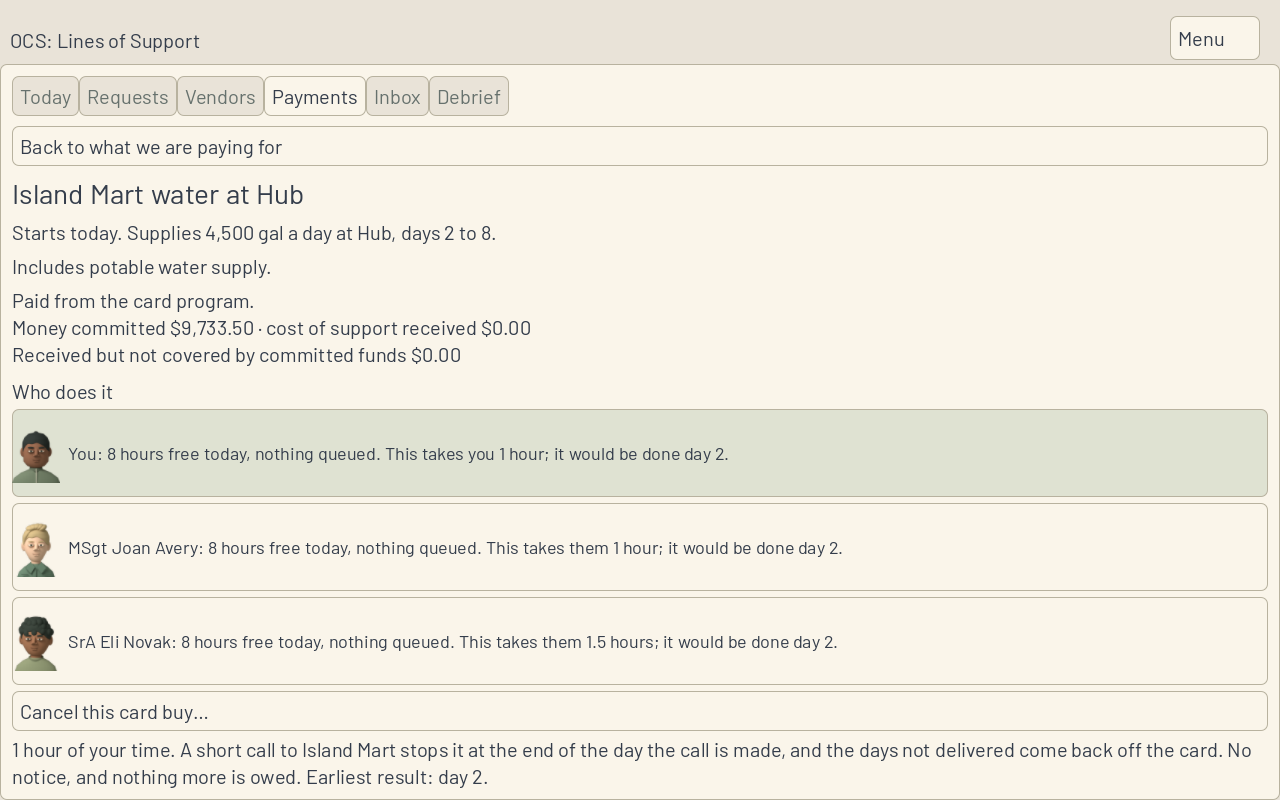 OCS: Lines of Support
Menu
Today
Requests
Vendors
Payments
Inbox
Debrief
Back to what we are paying for
Island Mart water at Hub
Starts today. Supplies 4,500 gal a day at Hub, days 2 to 8.
Includes potable water supply.
Paid from the card program.
Money committed $9,733.50 · cost of support received $0.00
Received but not covered by committed funds $0.00
Who does it
You: 8 hours free today, nothing queued. This takes you 1 hour; it would be done day 2.
MSgt Joan Avery: 8 hours free today, nothing queued. This takes them 1 hour; it would be done day 2.
SrA Eli Novak: 8 hours free today, nothing queued. This takes them 1.5 hours; it would be done day 2.
Cancel this card buy...
1 hour of your time. A short call to Island Mart stops it at the end of the day the call is made, and the days not delivered come back off the card. No
notice, and nothing more is owed. Earliest result: day 2.